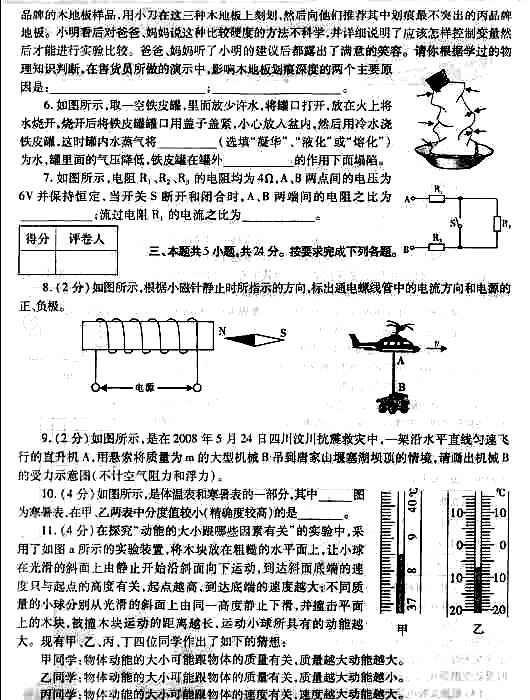 品牌的木地板样品,用小刀在这三种木地板上刻划,然后向他们推荐其中划痕最不突出的丙品牌
地板。小明看后对爸爸、妈妈说这种比较硬度的方法不科学,并详细说明了应该怎样控制变量然
后才能进行实验比较。爸爸、妈妈听了小明的建议后都露出了满意的笑容。请你根据学过的物
理知识判断,在售货员所做的演示中,影响木地板划痕深度的两个主要原
因是:____________;____________。
6.如图所示,取一空铁皮罐,里面放少许水,将罐口打开,放在火上将
水烧开,烧开后将铁皮罐罐口用盖子盖紧,小心放入盆内,然后用冷水浇
铁皮罐,这时罐内水蒸气将________(选填“凝华”、“液化”或“熔化”)
为水,罐里面的气压降低,铁皮罐在罐外________的作用下面塌陷。
7.如图所示,电阻R₁、R₂、R₃的电阻均为4Ω,A、B两点间的电压为
6V并保持恒定,当开关S断开和闭合时,A、B两端间的电阻之比为
________;流过电阻R₁的电流之比为________。
A
R₁
S
R₃
R₂
B
得分 评卷人
三、本题共5小题,共24分。按要求完成下列各题。
8.(2分)如图所示,根据小磁针静止时所指示的方向,标出通电螺线管中的电流方向和电源的
正、负极。
N S
电源
A
B
v
9.(2分)如图所示,是在2008年5月24日四川汶川抗震救灾中,一架沿水平直线匀速飞
行的直升机A,用悬索将质量为m的大型机械B吊到唐家山堰塞湖坝顶的情境,请画出机械B
的受力示意图(不计空气阻力和浮力)。
10.(4分)如图所示,是体温表和寒暑表的一部分,其中____图
为寒暑表,在甲、乙两表中分度值较小(精确度较高)的是____。
11.(4分)在探究“动能的大小跟哪些因素有关”的实验中,采
用了如图a所示的实验装置,将木块放在粗糙的水平面上,让小球
在光滑的斜面上由静止开始沿斜面向下运动,到达斜面底端的速
度只与起点的高度有关,起点越高,到达底端的速度越大;不同质
量的小球分别从光滑的斜面上由同一高度静止下滑,并撞击平面
上的木块,被撞木块运动的距离越长,运动小球所具有的动能越
大。现有甲、乙、丙、丁四位同学作出了如下的猜想:
甲同学:物体动能的大小可能跟物体的质量有关,质量越大动能越大。
乙同学:物体动能的大小可能跟物体的质量有关,质量越大动能越小。
丙同学:物体动能的大小可能跟物体的速度有关,速度越大动能越大。
℃
40
9
8
37
甲
℃ ℃
10 10
0 0
10 10
20 20
乙